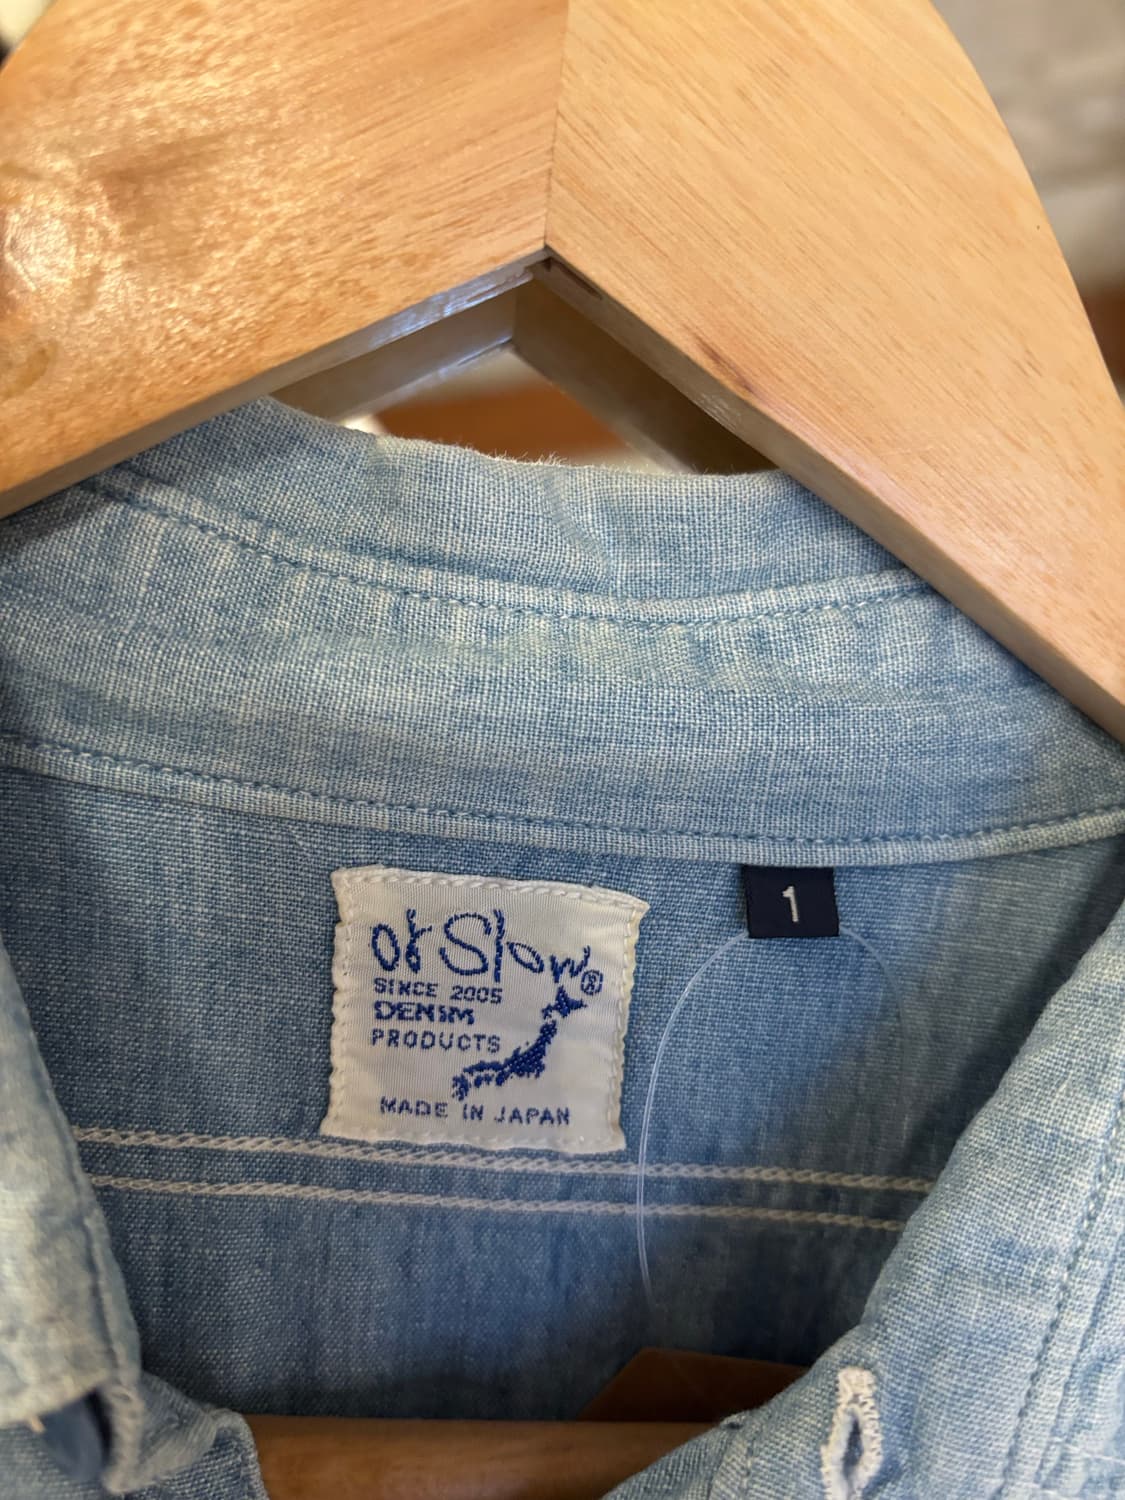 orSlow®
SINCE 2005
DENIM
PRODUCTS
MADE IN JAPAN
1